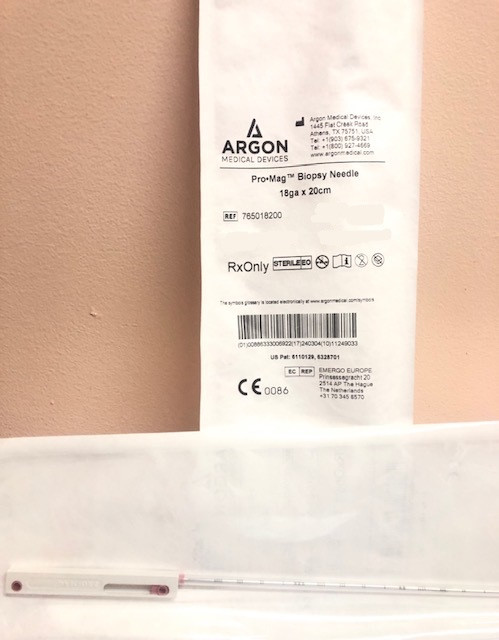 ARGON
MEDICAL DEVICES
Argon Medical Devices, Inc
1445 Flat Creek Road
Athens, TX 75751, USA
Tel. +1(903) 675-9321
Tel. +1(800) 927-4669
www.argonmedical.com
Pro•Mag™ Biopsy Needle
18ga x 20cm
REF 765018200
RxOnly STERILE EO
The symbols glossary is located electronically at www.argonmedical.com/symbols
(01)00886333006922(17)240304(10)11249033
US Pat: 6110129, 6328701
EC REP EMERGO EUROPE
Prinsessegracht 20
2514 AP The Hague
The Netherlands
+31 70 345 8570
CE 0086